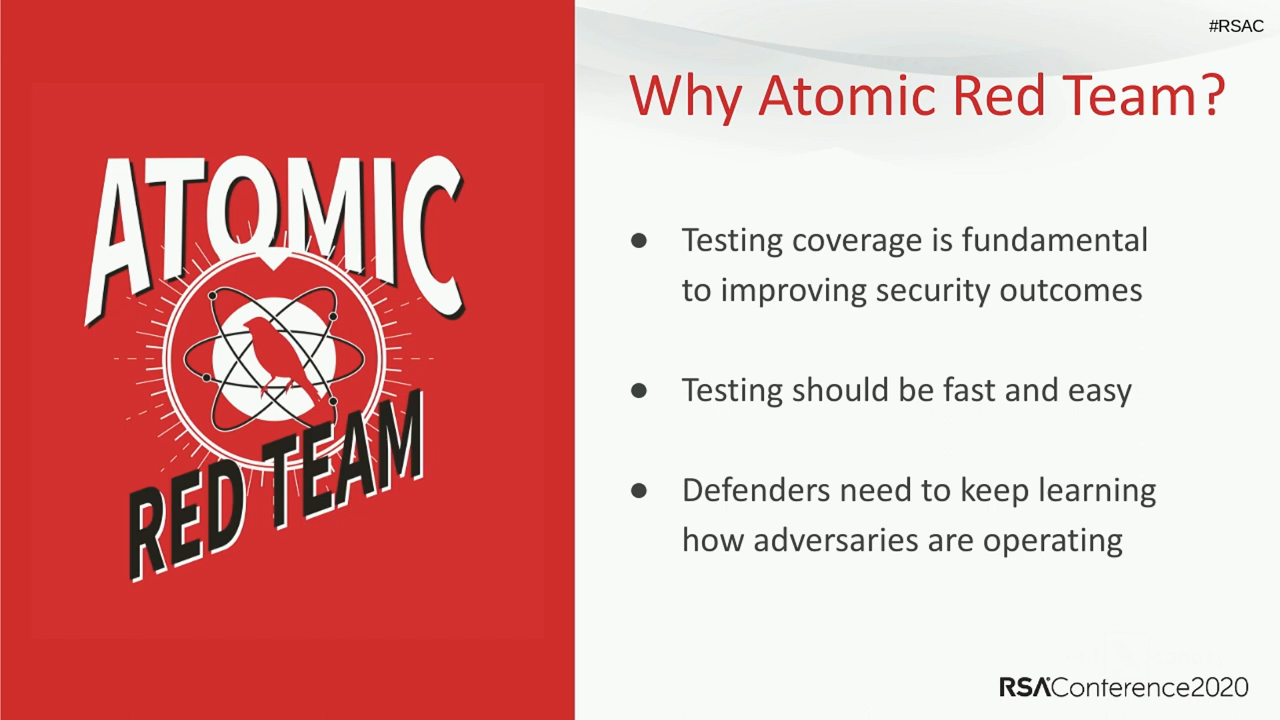 #RSAC
ATOMIC
RED TEAM
Why Atomic Red Team?
● Testing coverage is fundamental
to improving security outcomes
● Testing should be fast and easy
● Defenders need to keep learning
how adversaries are operating
RSAConference2020